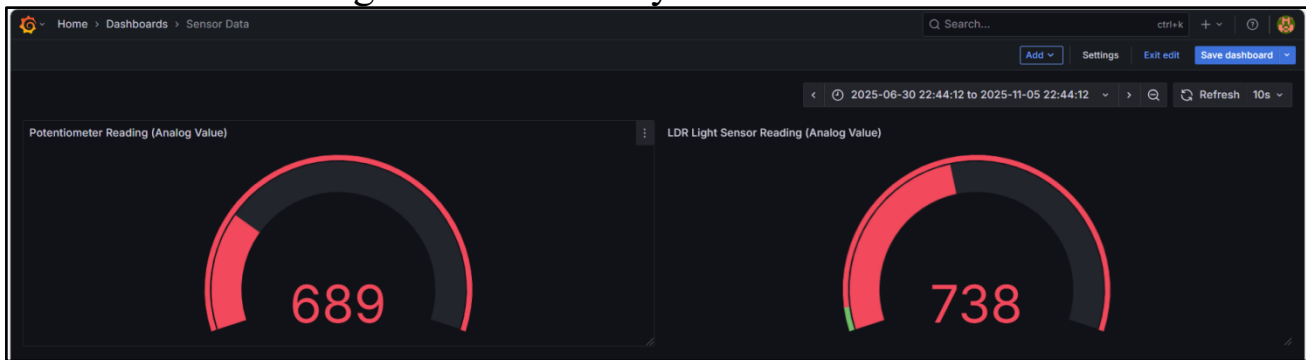 Home › Dashboards › Sensor Data
Search...
ctrl+k
Add
Settings
Exit edit
Save dashboard
2025-06-30 22:44:12 to 2025-11-05 22:44:12
Refresh 10s
Potentiometer Reading (Analog Value)
689
LDR Light Sensor Reading (Analog Value)
738